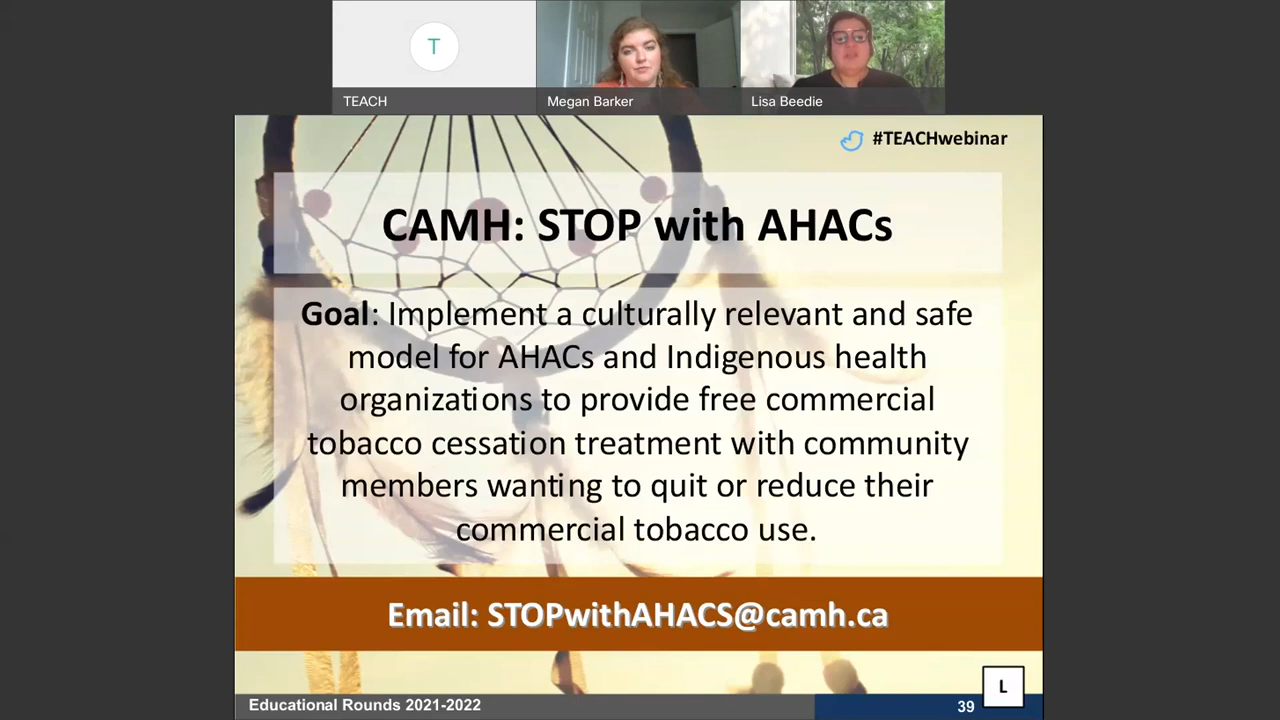 T
TEACH
Megan Barker
Lisa Beedie
#TEACHwebinar
CAMH: STOP with AHACs
Goal: Implement a culturally relevant and safe
model for AHACs and Indigenous health
organizations to provide free commercial
tobacco cessation treatment with community
members wanting to quit or reduce their
commercial tobacco use.
Email: STOPwithAHACS@camh.ca
L
Educational Rounds 2021-2022
39